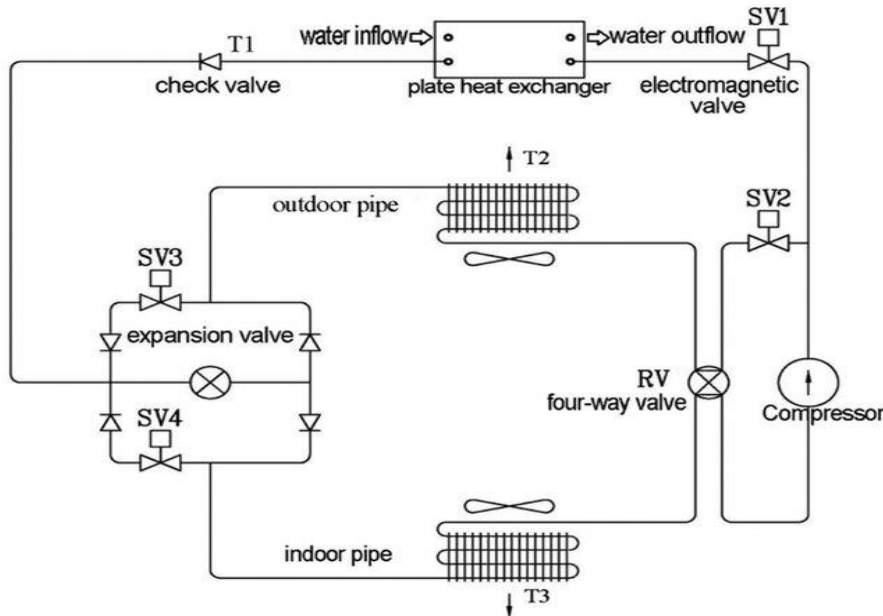 SV1
water inflow
water outflow
T1
check valve
plate heat exchanger
electromagnetic
valve
T2
outdoor pipe
SV2
SV3
expansion valve
RV
four-way valve
Compressor
SV4
indoor pipe
T3